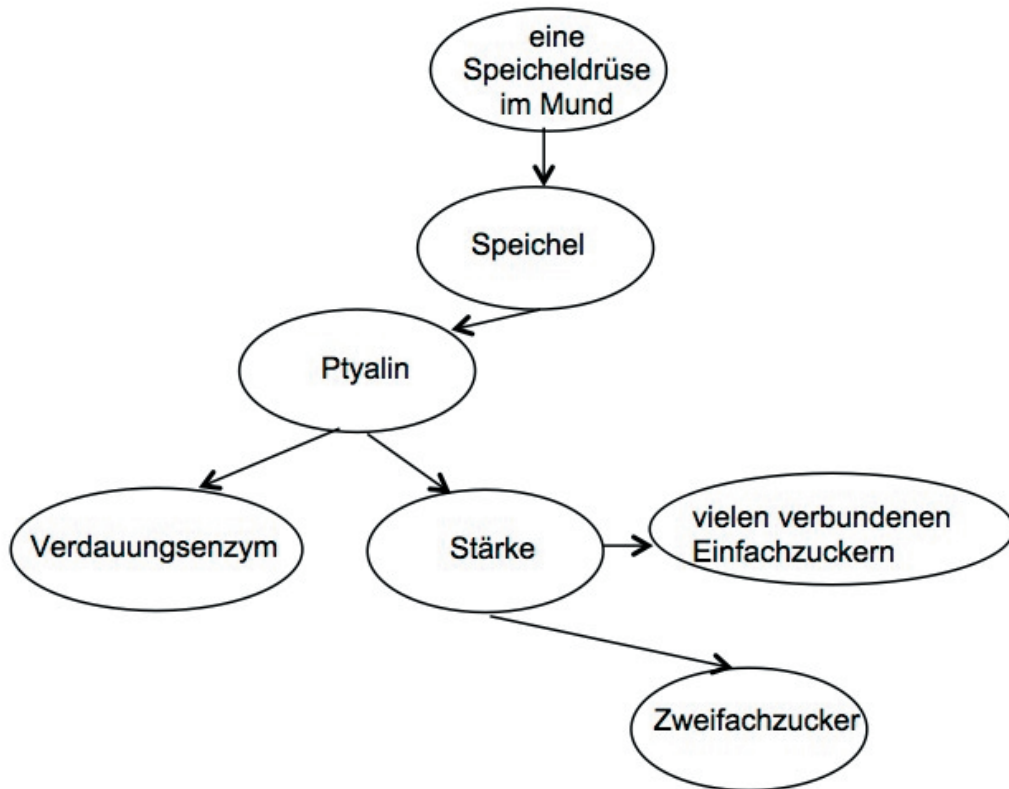 eine
Speicheldrüse
im Mund
Speichel
Ptyalin
Verdauungsenzym
Stärke
vielen verbundenen
Einfachzuckern
Zweifachzucker